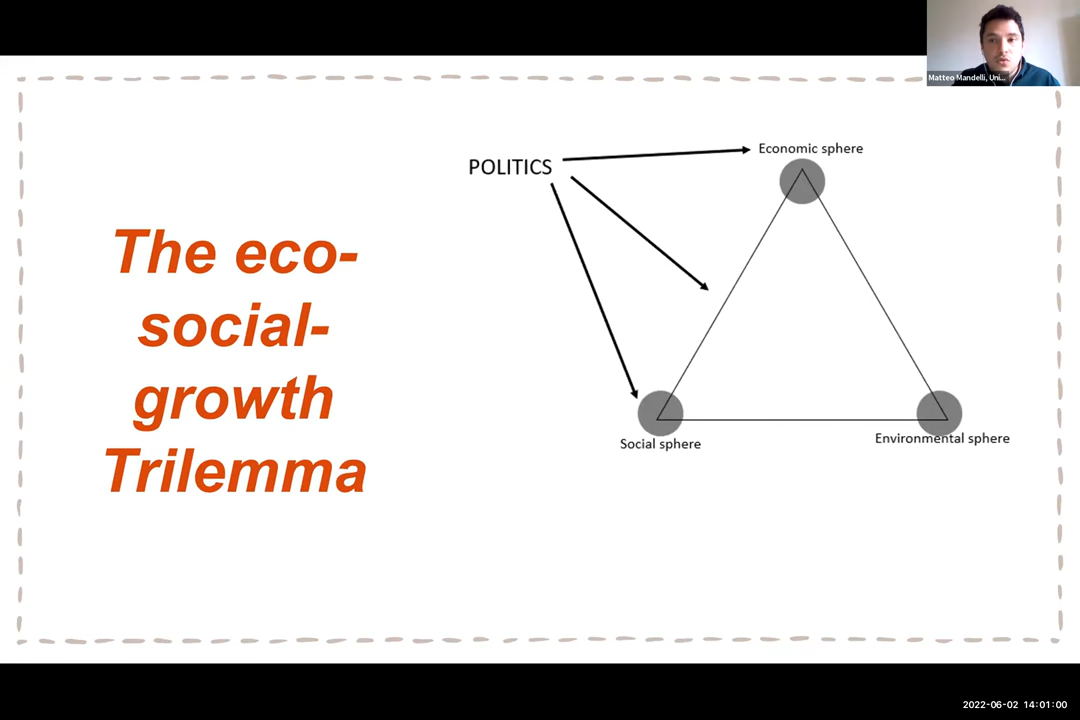 Matteo Mandelli, Uni...
Economic sphere
POLITICS
The eco-
social-
growth
Trilemma
Social sphere
Environmental sphere
2022-06-02 14:01:00